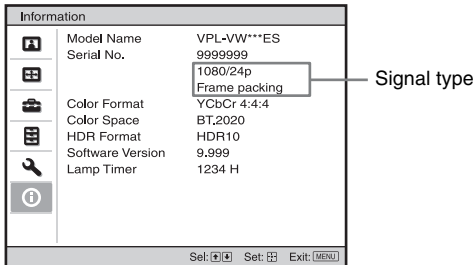 Information
Model Name VPL-VW***ES
Serial No. 9999999
1080/24p
Frame packing
Signal type
Color Format YCbCr 4:4:4
Color Space BT.2020
HDR Format HDR10
Software Version 9.999
Lamp Timer 1234 H
Sel: Set: Exit: MENU